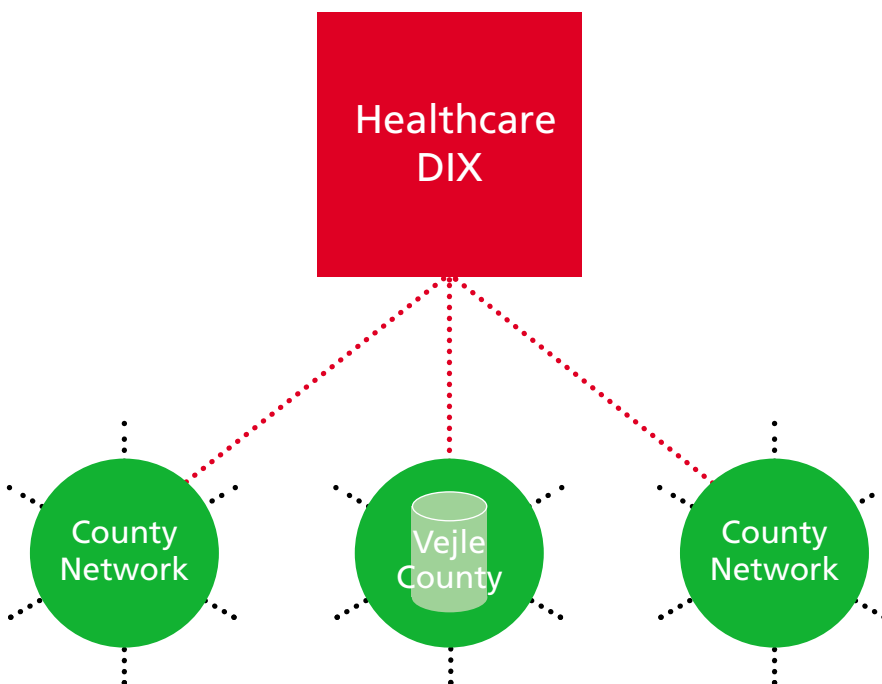 Healthcare
DIX
County
Network
Vejle
County
County
Network